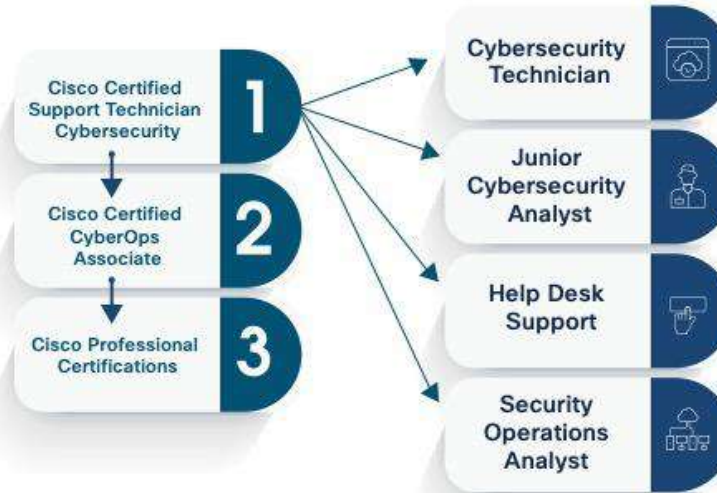 Cisco Certified
Support Technician
Cybersecurity
1
Cisco Certified
CyberOps
Associate
2
Cisco Professional
Certifications
3
Cybersecurity
Technician
Junior
Cybersecurity
Analyst
Help Desk
Support
Security
Operations
Analyst